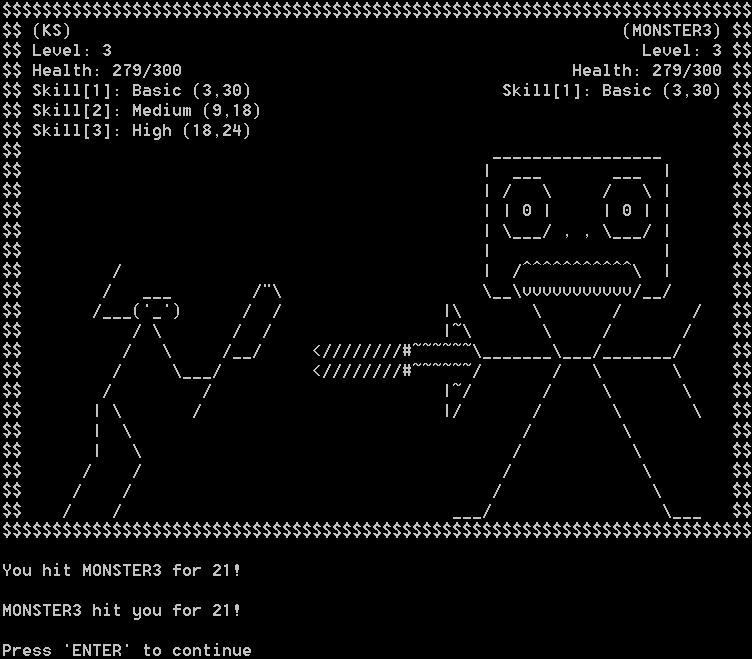 (KS) (MONSTER3)
Level: 3 Level: 3
Health: 279/300 Health: 279/300
Skill[1]: Basic (3,30) Skill[1]: Basic (3,30)
Skill[2]: Medium (9,18)
Skill[3]: High (18,24)
You hit MONSTER3 for 21!
MONSTER3 hit you for 21!
Press 'ENTER' to continue